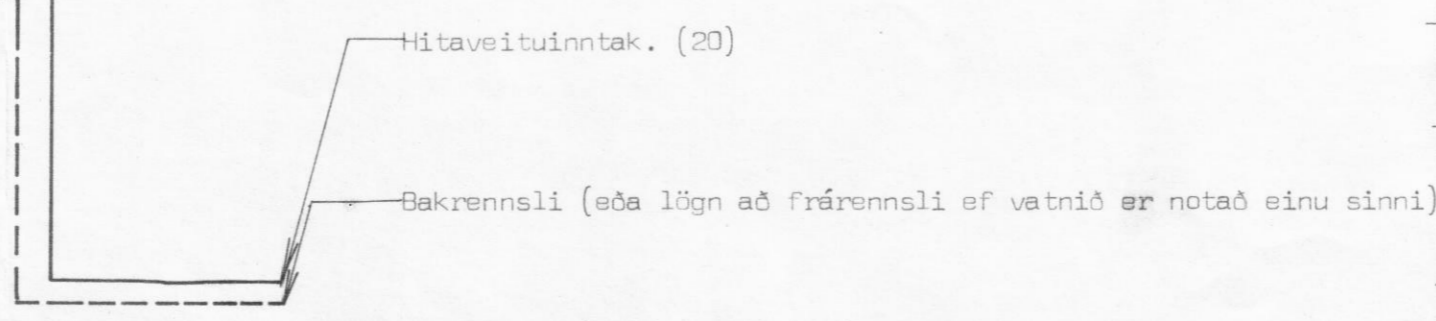 Hitaveituinntak. (20)
Bakrennsli (eða lögn að frárennsli ef vatnið er notað einu sinni)